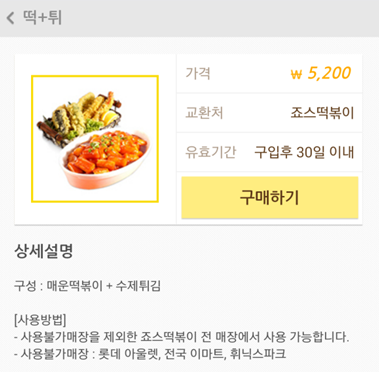 < 떡+튀
가격 ₩ 5,200
교환처 죠스떡볶이
유효기간 구입후 30일 이내
구매하기
상세설명
구성 : 매운떡볶이 + 수제튀김
[사용방법]
- 사용불가매장을 제외한 죠스떡볶이 전 매장에서 사용 가능합니다.
- 사용불가매장 : 롯데 아울렛, 전국 이마트, 휘닉스파크